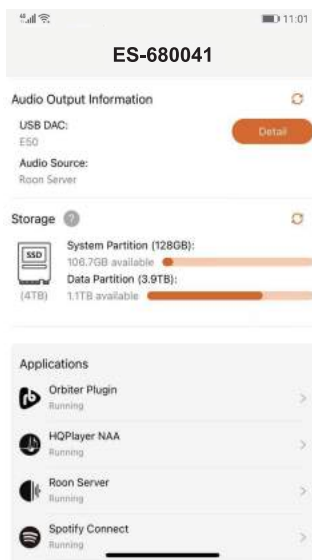 11:01
ES-680041
Audio Output Information
USB DAC:
Detail
E50
Audio Source:
Roon Server
Storage ?
SSD
System Partition (128GB):
106.7GB available
Data Partition (3.9TB):
(4TB) 1.1TB available
Applications
Orbiter Plugin
Running
HQPlayer NAA
Running
Roon Server
Running
Spotify Connect
Running